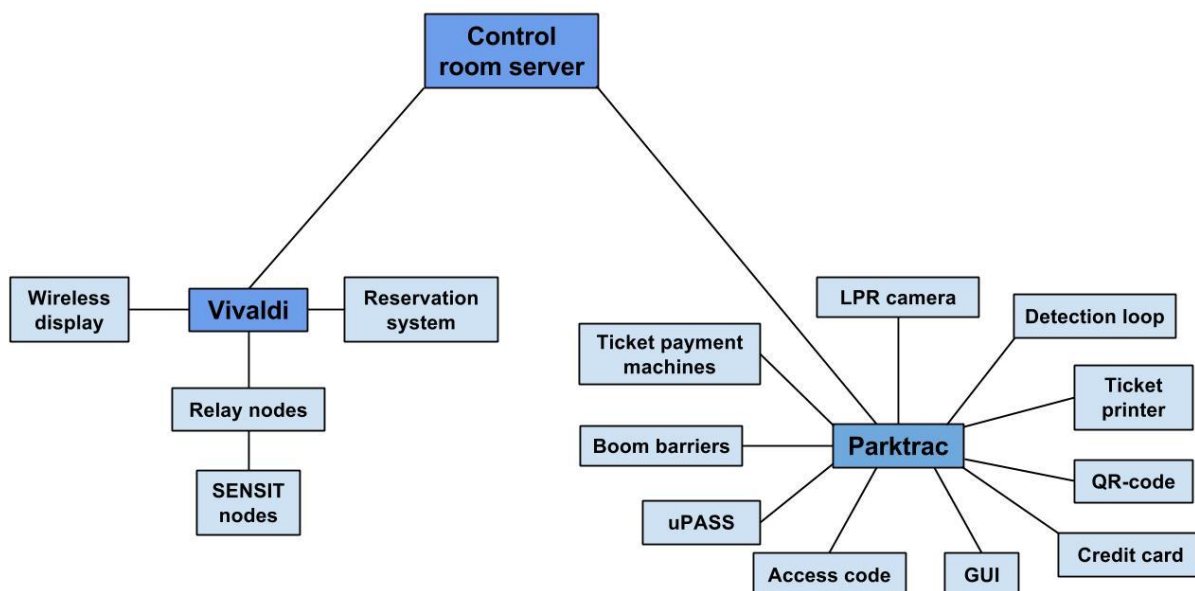 Control
room server
Wireless
display
Vivaldi
Reservation
system
Relay nodes
SENSIT
nodes
LPR camera
Detection loop
Ticket payment
machines
Ticket
printer
Boom barriers
Parktrac
QR-code
uPASS
Access code
GUI
Credit card